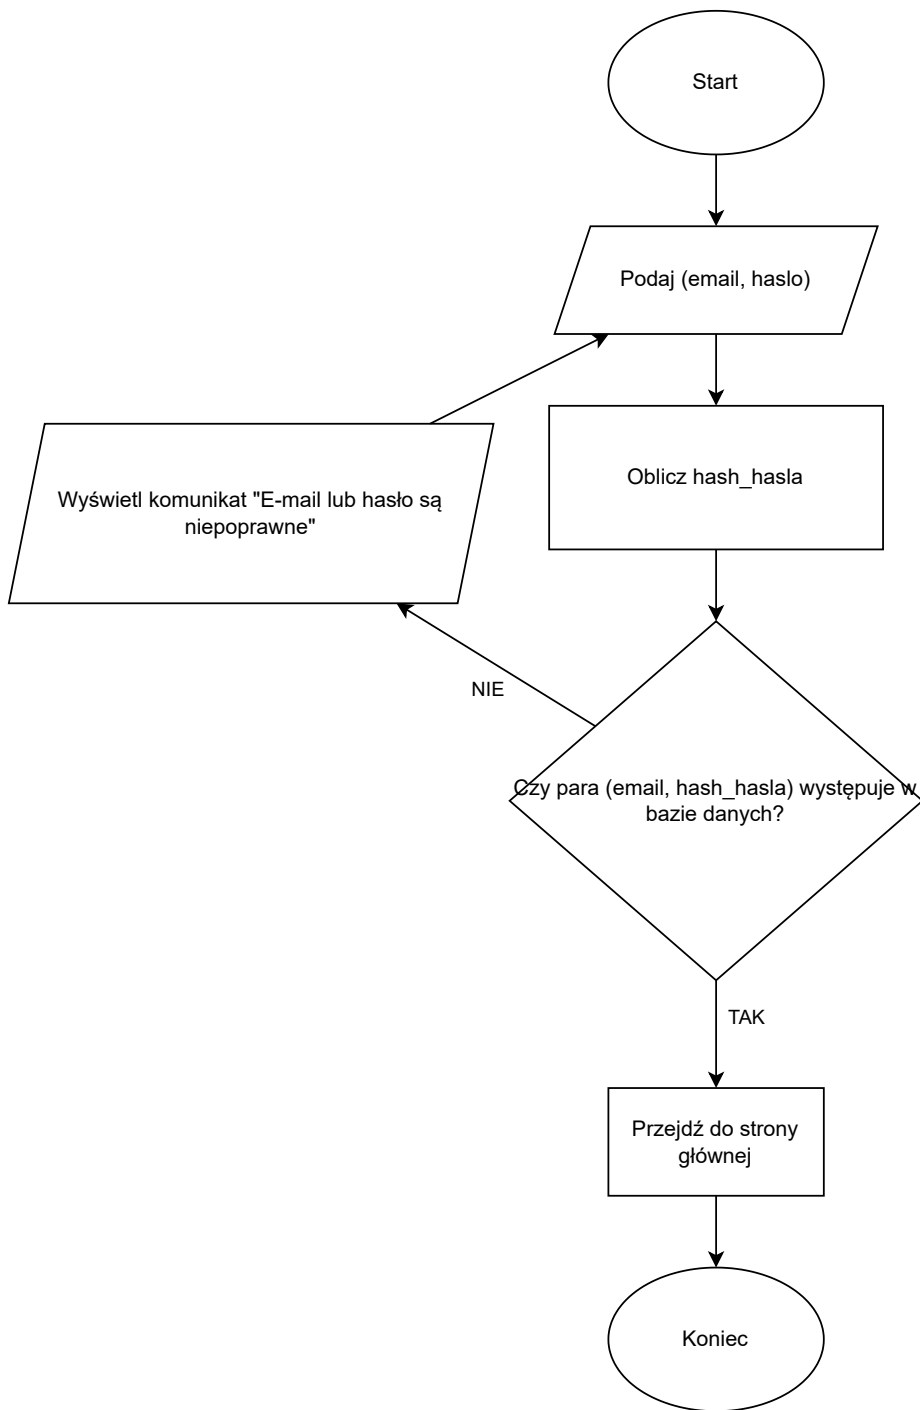 Start
Podaj (email, haslo)
Oblicz hash_hasla
Wyświetl komunikat "E-mail lub hasło są
niepoprawne"
NIE
Czy para (email, hash_hasla) występuje w
bazie danych?
TAK
Przejdź do strony
głównej
Koniec